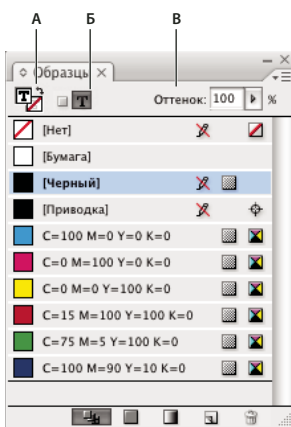 А Б В
Образцы
T T Оттенок: 100 %
[Нет]
[Бумага]
[Черный]
[Приводка]
C=100 M=0 Y=0 K=0
C=0 M=100 Y=0 K=0
C=0 M=0 Y=100 K=0
C=15 M=100 Y=100 K=0
C=75 M=5 Y=100 K=0
C=100 M=90 Y=10 K=0